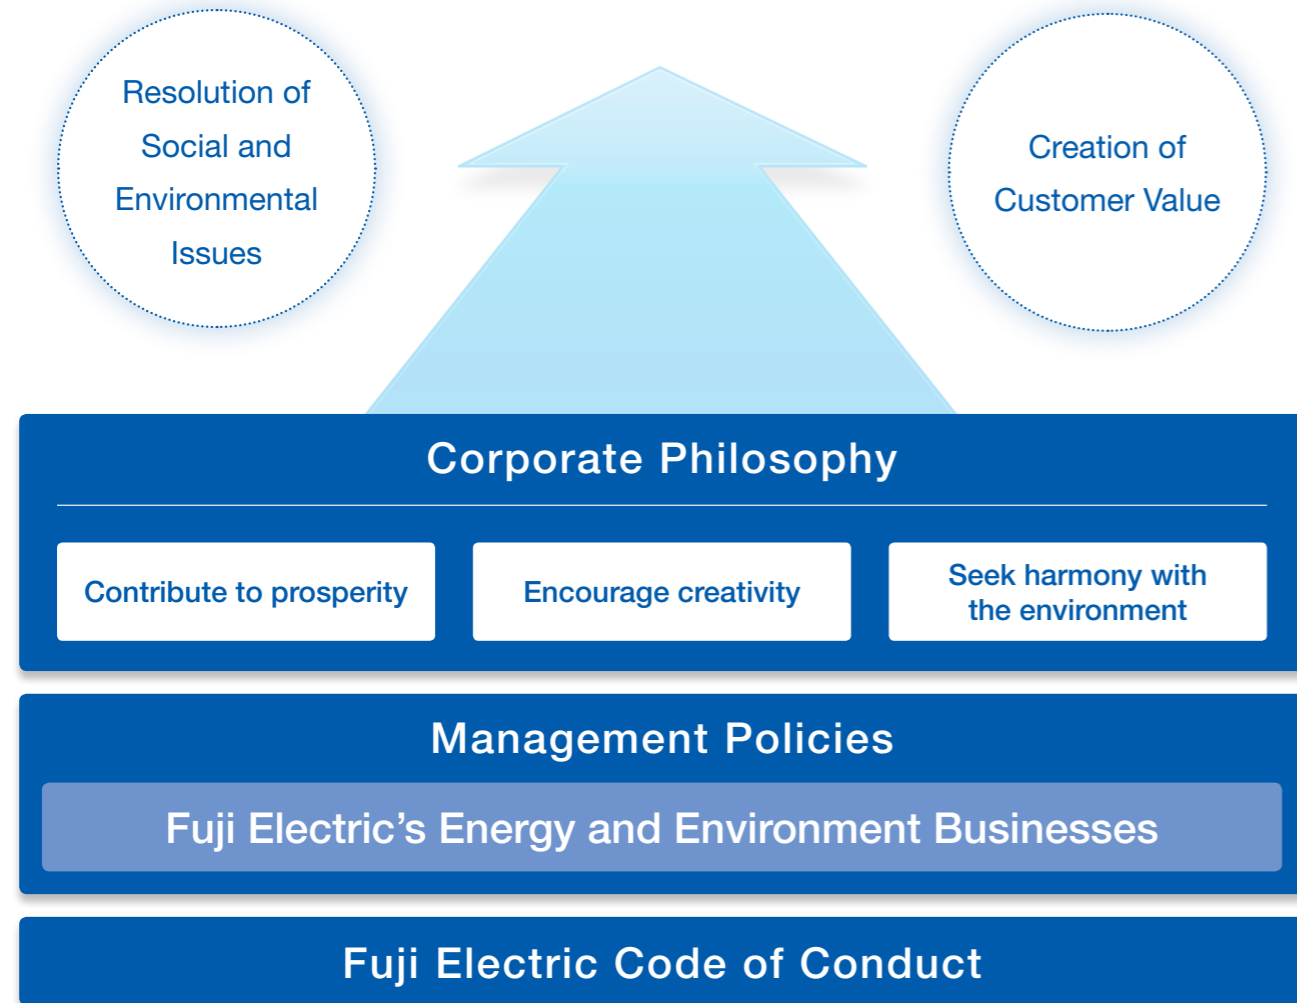 Resolution of
Social and
Environmental
Issues
Creation of
Customer Value
Corporate Philosophy
Contribute to prosperity
Encourage creativity
Seek harmony with
the environment
Management Policies
Fuji Electric’s Energy and Environment Businesses
Fuji Electric Code of Conduct